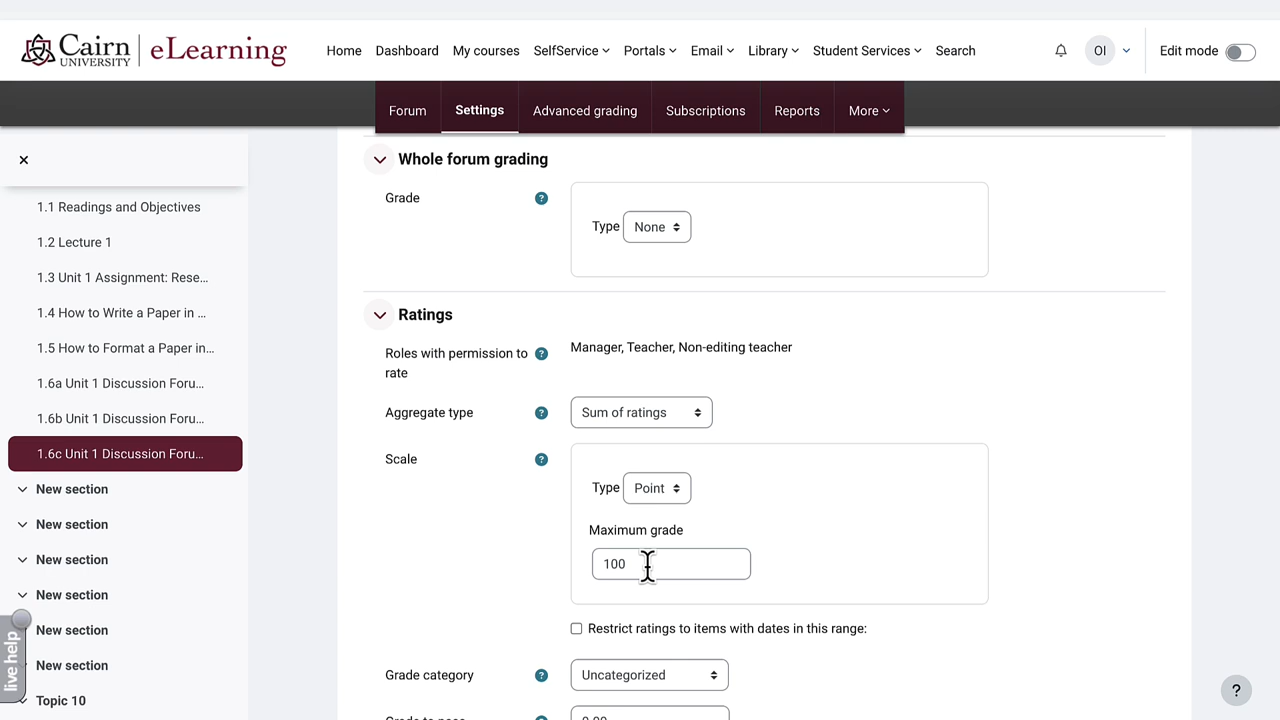 Cairn UNIVERSITY eLearning
Home Dashboard My courses SelfService Portals Email Library Student Services Search OI Edit mode
Forum Settings Advanced grading Subscriptions Reports More
1.1 Readings and Objectives
1.2 Lecture 1
1.3 Unit 1 Assignment: Rese...
1.4 How to Write a Paper in ...
1.5 How to Format a Paper in...
1.6a Unit 1 Discussion Foru...
1.6b Unit 1 Discussion Foru...
1.6c Unit 1 Discussion Foru...
New section
New section
New section
New section
New section
New section
Topic 10
live help
Whole forum grading
Grade ?
Type None
Ratings
Roles with permission to rate ? Manager, Teacher, Non-editing teacher
Aggregate type ? Sum of ratings
Scale ?
Type Point
Maximum grade
100
Restrict ratings to items with dates in this range:
Grade category ? Uncategorized
Grade to pass 0.00
?